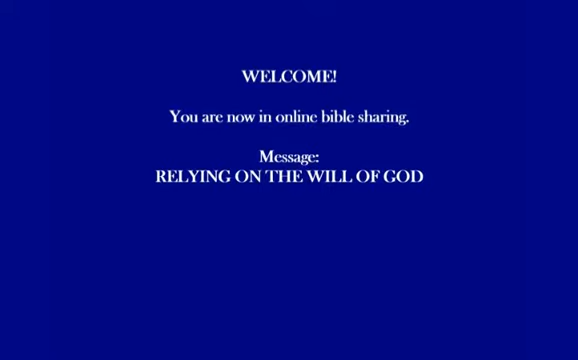 WELCOME!
You are now in online bible sharing.
Message:
RELYING ON THE WILL OF GOD